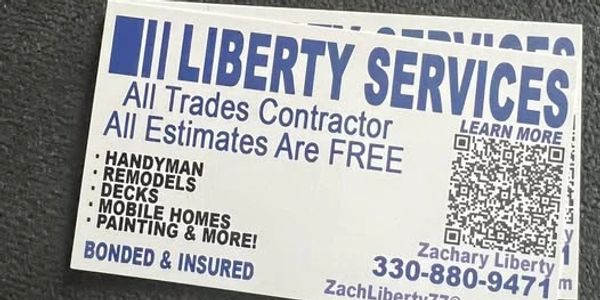 LIBERTY SERVICES
All Trades Contractor
All Estimates Are FREE
LEARN MORE
· HANDYMAN
· REMODELS
· DECKS
· MOBILE HOMES
· PAINTING & MORE!
BONDED & INSURED
Zachary Liberty
330-880-9471